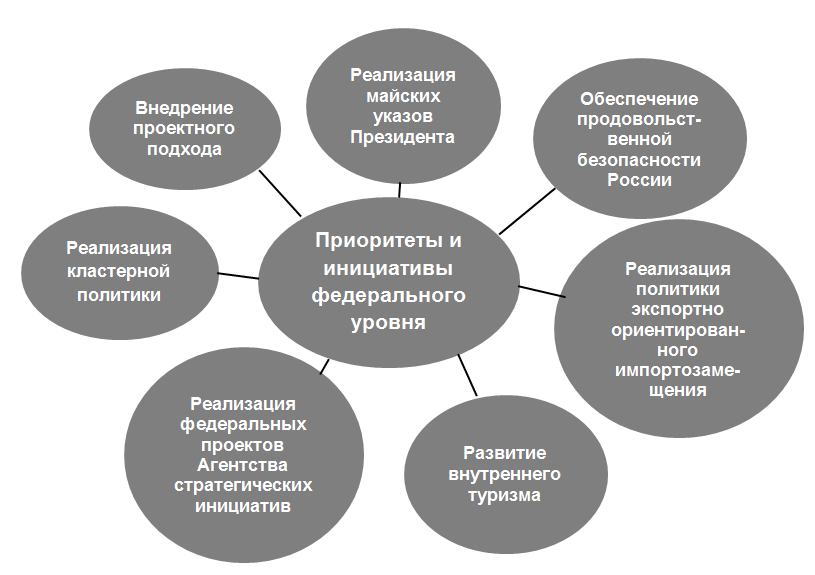 Реализация
майских
указов
Президента
Внедрение
проектного
подхода
Обеспечение
продовольст-
венной
безопасности
России
Приоритеты и
инициативы
федерального
уровня
Реализация
кластерной
политики
Реализация
политики
экспортно
ориентирован-
ного
импортозаме-
щения
Реализация
федеральных
проектов
Агентства
стратегических
инициатив
Развитие
внутреннего
туризма